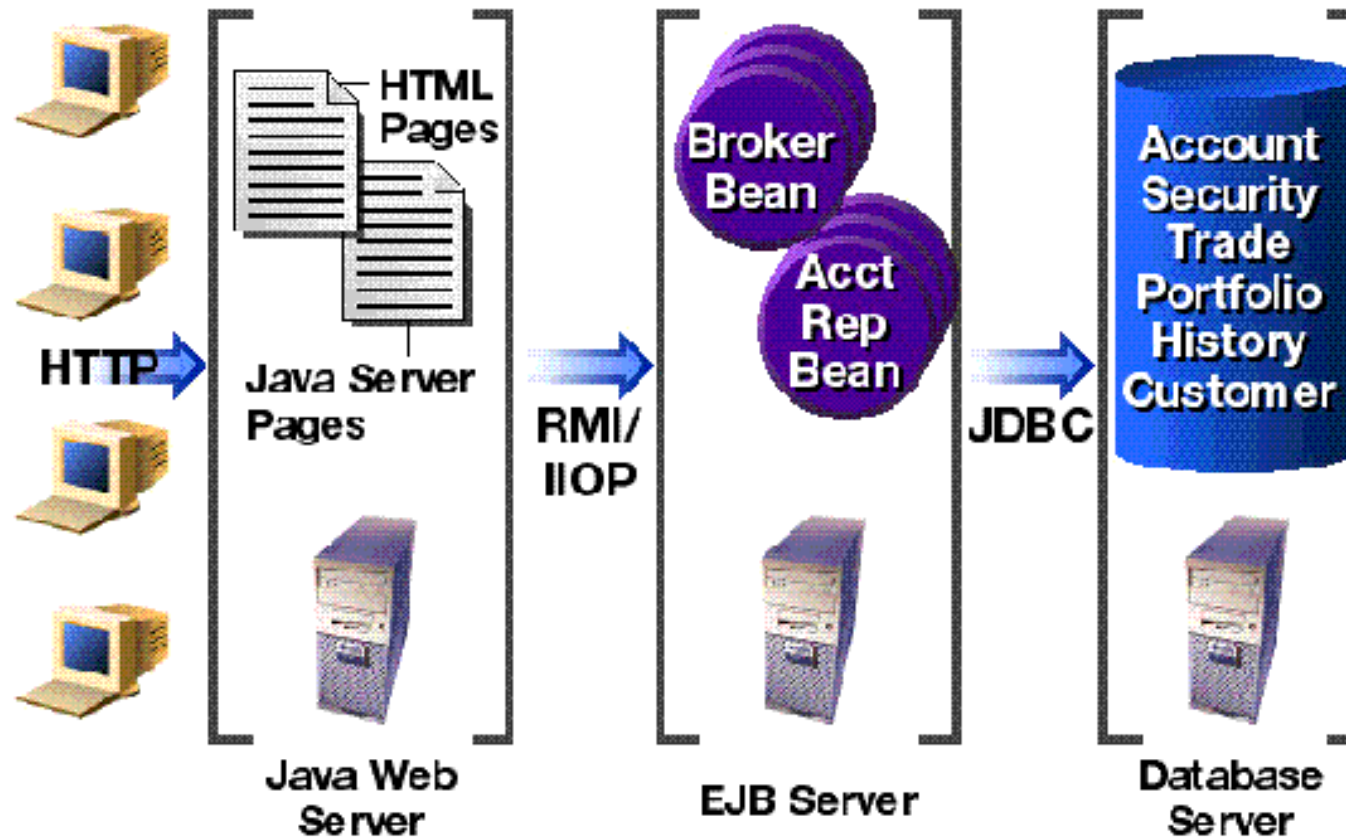 HTTP
HTML
Pages
Java Server
Pages
Java Web
Server
RMI/
IIOP
Broker
Bean
Acct
Rep
Bean
EJB Server
JDBC
Account
Security
Trade
Portfolio
History
Customer
Database
Server